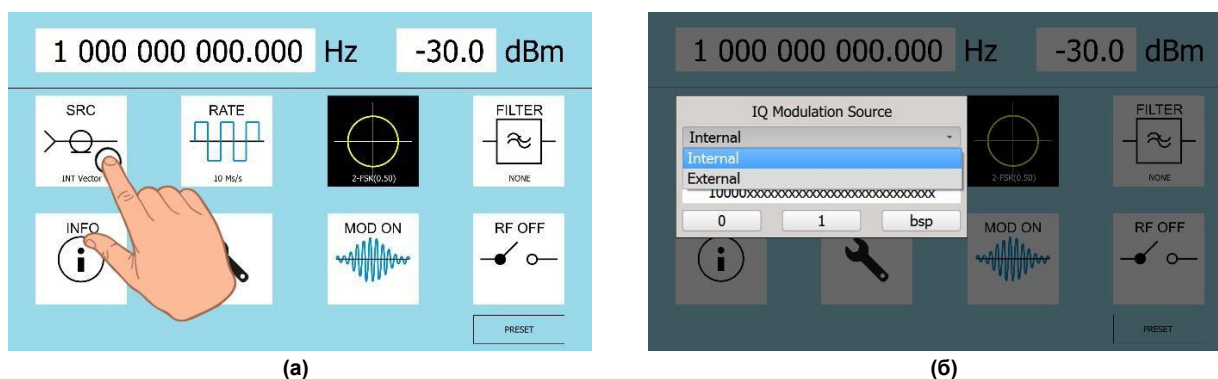 1 000 000 000.000 Hz -30.0 dBm
SRC RATE FILTER
INT Vector 10 Ms/s 2-FSK(0.50) NONE
INFO MOD ON RF OFF
PRESET
(а)
1 000 000 000.000 Hz -30.0 dBm
IQ Modulation Source FILTER
Internal
Internal
External 2-FSK(0.50) NONE
10000xxxxxxxxxxxxxxxxxxxxxxxxxxx
0 1 bsp MOD ON RF OFF
PRESET
(б)